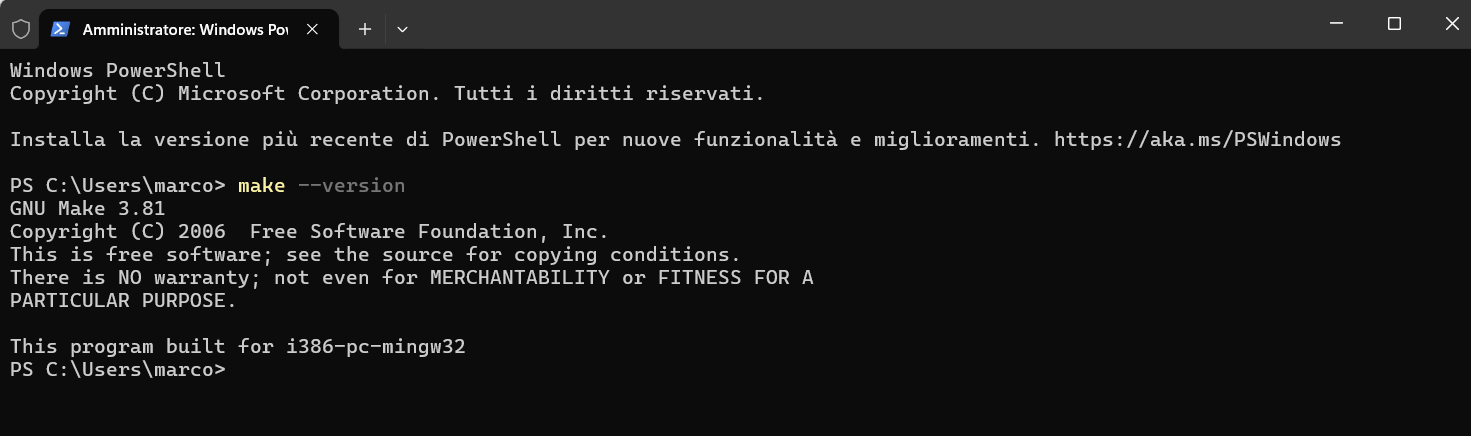 Amministratore: Windows Pov
Windows PowerShell
Copyright (C) Microsoft Corporation. Tutti i diritti riservati.
Installa la versione più recente di PowerShell per nuove funzionalità e miglioramenti. https://aka.ms/PSWindows
PS C:\Users\marco> make --version
GNU Make 3.81
Copyright (C) 2006  Free Software Foundation, Inc.
This is free software; see the source for copying conditions.
There is NO warranty; not even for MERCHANTABILITY or FITNESS FOR A
PARTICULAR PURPOSE.
This program built for i386-pc-mingw32
PS C:\Users\marco>